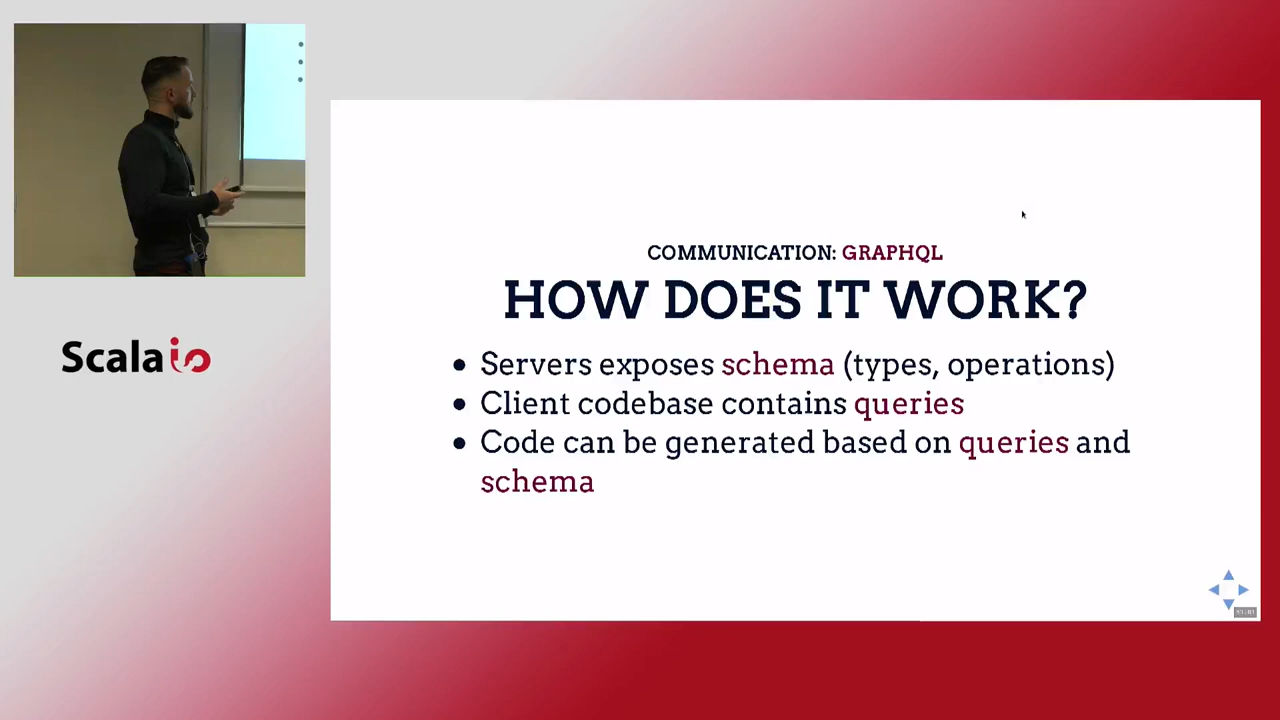 COMMUNICATION: GRAPHQL
HOW DOES IT WORK?
• Servers exposes schema (types, operations)
• Client codebase contains queries
• Code can be generated based on queries and
schema
Scala io